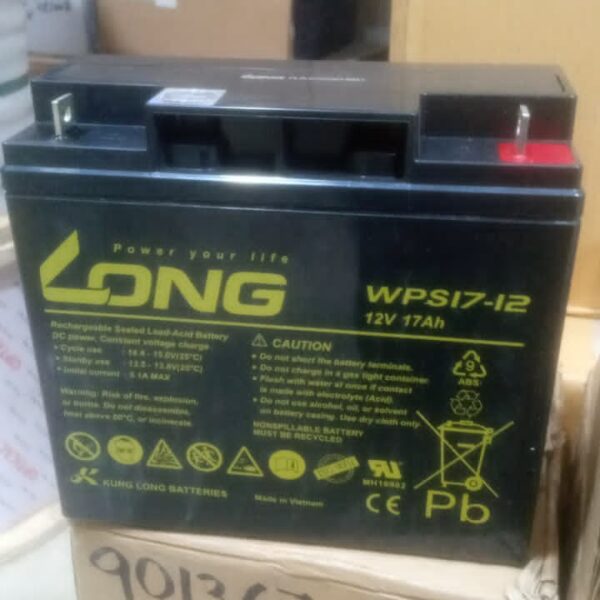 Power your life
LONG
WPS17-12
12V 17Ah
Rechargeable Sealed Lead-Acid Battery
DC power, Constant voltage charge
• Cycle use : 14.4 - 15.0V(25°C)
• Standby use : 13.5 - 13.8V(25°C)
• Initial current : 5.1A MAX
Warning: Risk of fire, explosion,
or burns. Do not disassemble,
heat above 50°C, or incinerate.
⚠ CAUTION
• Do not short the battery terminals.
• Do not charge in a gas tight container.
• Flush with water at once if contact
is made with electrolyte (Acid)
• Do not use alcohol, oil, or solvent
on battery casing. Use dry cloth only.
NONSPILLABLE BATTERY
MUST BE RECYCLED
9
ABS
KUNG LONG BATTERIES
Made in Vietnam
MH16982
CE
Pb